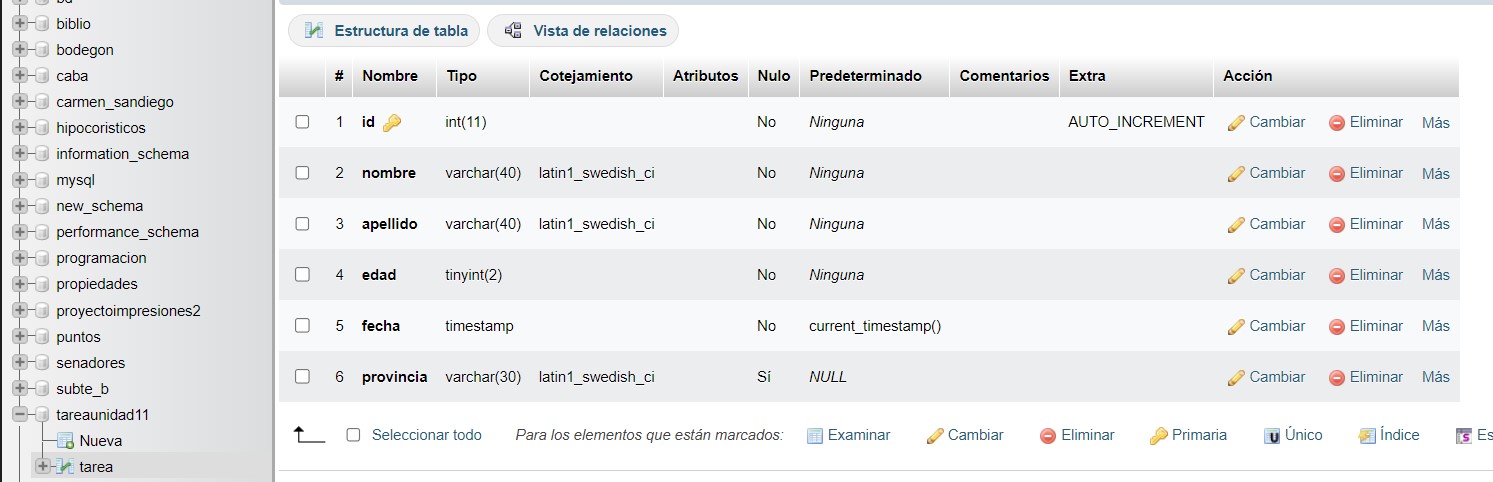 bd
biblio
bodegon
caba
carmen_sandiego
hipocoristicos
information_schema
mysql
new_schema
performance_schema
programacion
propiedades
proyectoimpresiones2
puntos
senadores
subte_b
tareaunidad11
Nueva
tarea
Estructura de tabla Vista de relaciones
# Nombre Tipo Cotejamiento Atributos Nulo Predeterminado Comentarios Extra Acción
1 id int(11) No Ninguna AUTO_INCREMENT Cambiar Eliminar Más
2 nombre varchar(40) latin1_swedish_ci No Ninguna Cambiar Eliminar Más
3 apellido varchar(40) latin1_swedish_ci No Ninguna Cambiar Eliminar Más
4 edad tinyint(2) No Ninguna Cambiar Eliminar Más
5 fecha timestamp No current_timestamp() Cambiar Eliminar Más
6 provincia varchar(30) latin1_swedish_ci Sí NULL Cambiar Eliminar Más
Seleccionar todo Para los elementos que están marcados: Examinar Cambiar Eliminar Primaria Único Índice Es